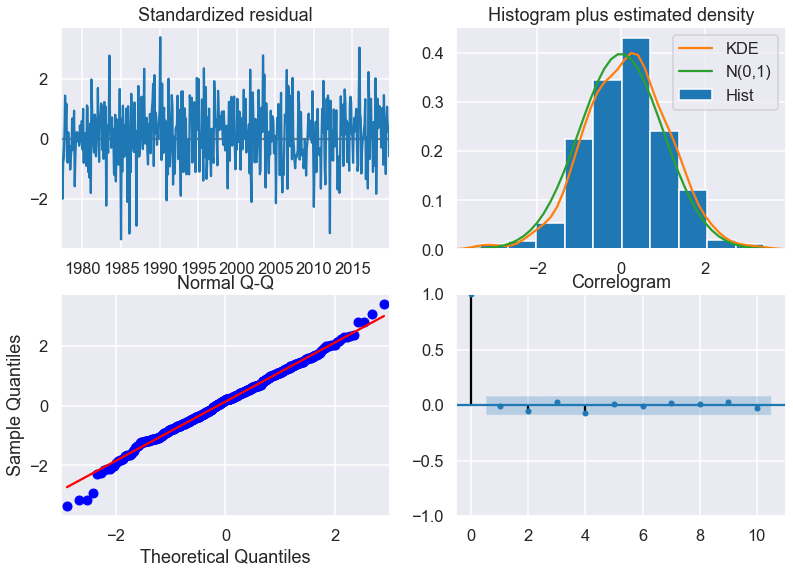 Standardized residual
2
0
−2
1980 1985 1990 1995 2000 2005 2010 2015
Histogram plus estimated density
0.4
0.3
0.2
0.1
0.0
−2 0 2
KDE
N(0,1)
Hist
Normal Q-Q
Sample Quantiles
2
0
−2
−2 0 2
Theoretical Quantiles
Correlogram
1.0
0.5
0.0
−0.5
−1.0
0 2 4 6 8 10